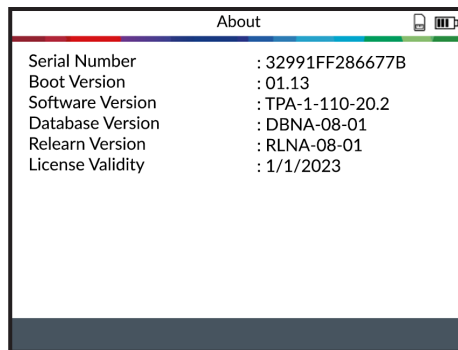 About
Serial Number : 32991FF286677B
Boot Version : 01.13
Software Version : TPA-1-110-20.2
Database Version : DBNA-08-01
Relearn Version : RLNA-08-01
License Validity : 1/1/2023